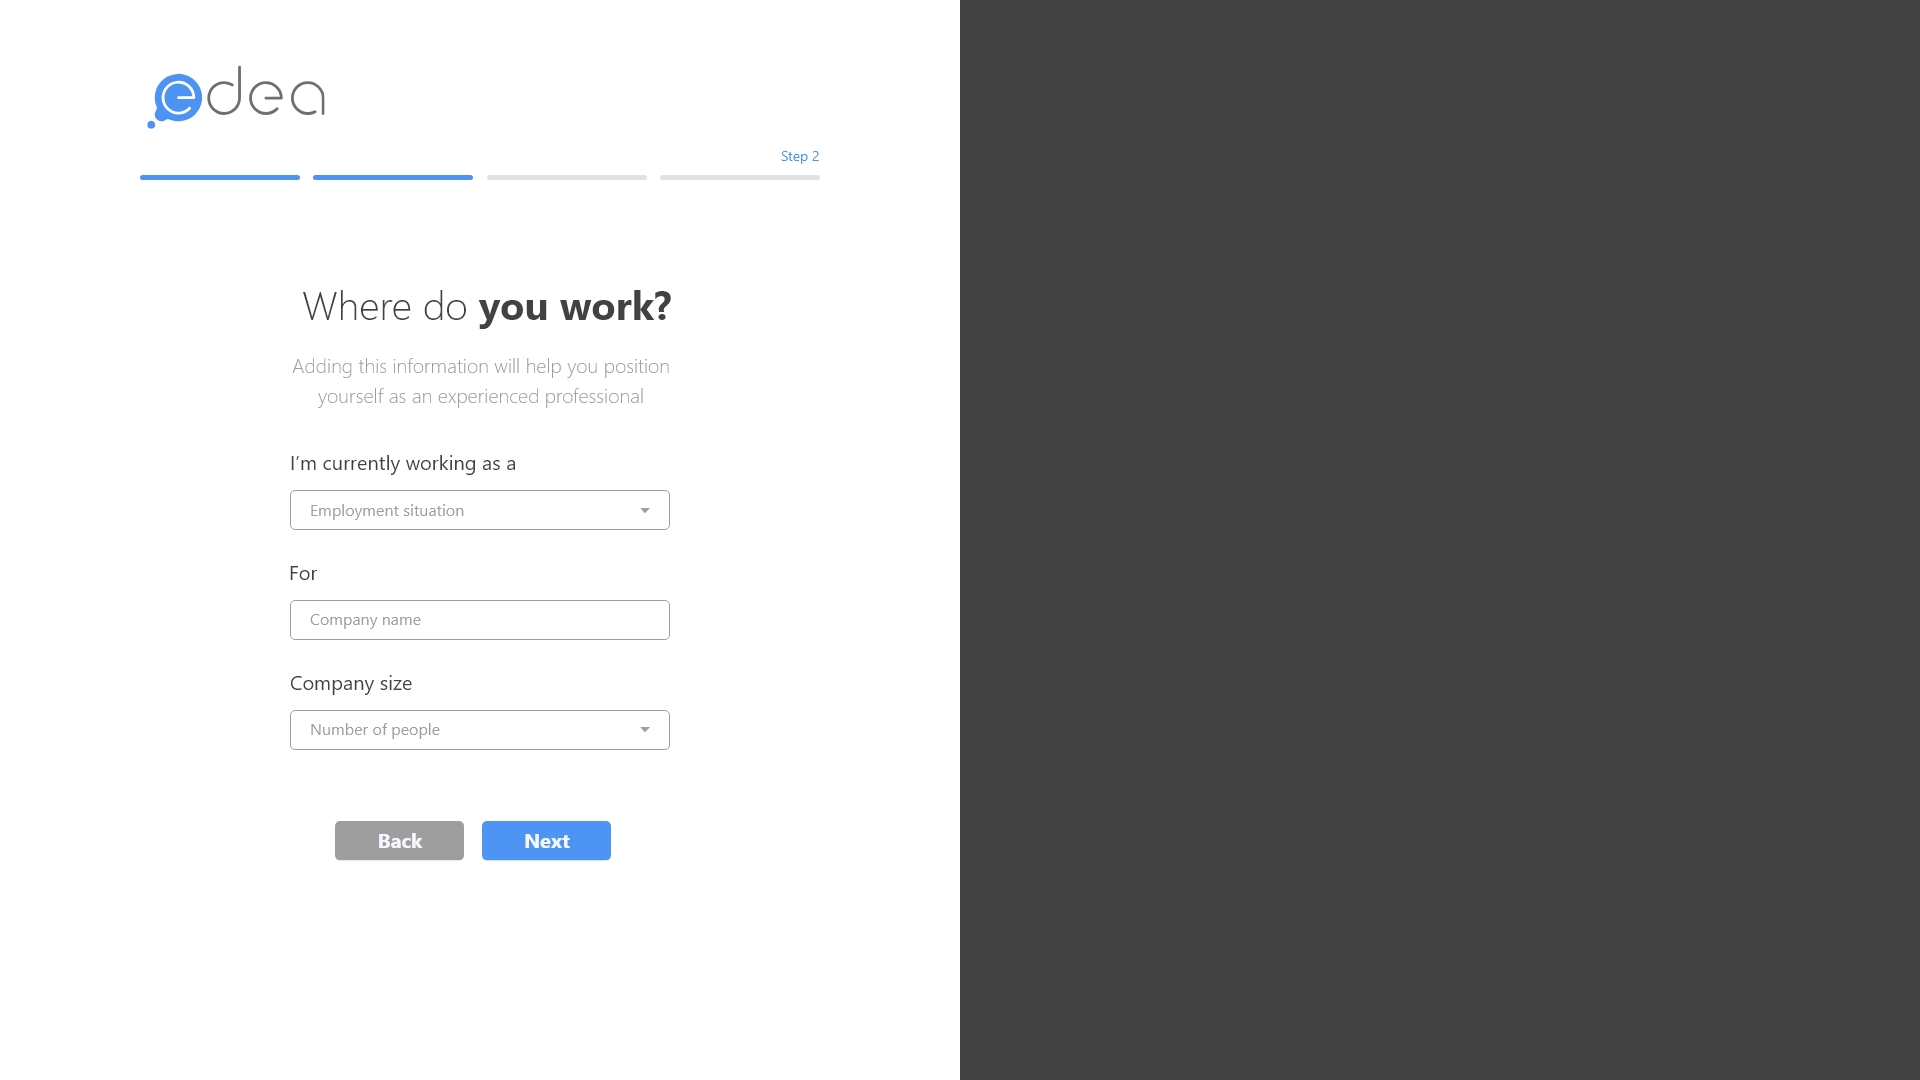 edea
Step 2
Where do you work?
Adding this information will help you position
yourself as an experienced professional
I'm currently working as a
Employment situation
For
Company name
Company size
Number of people
Back Next